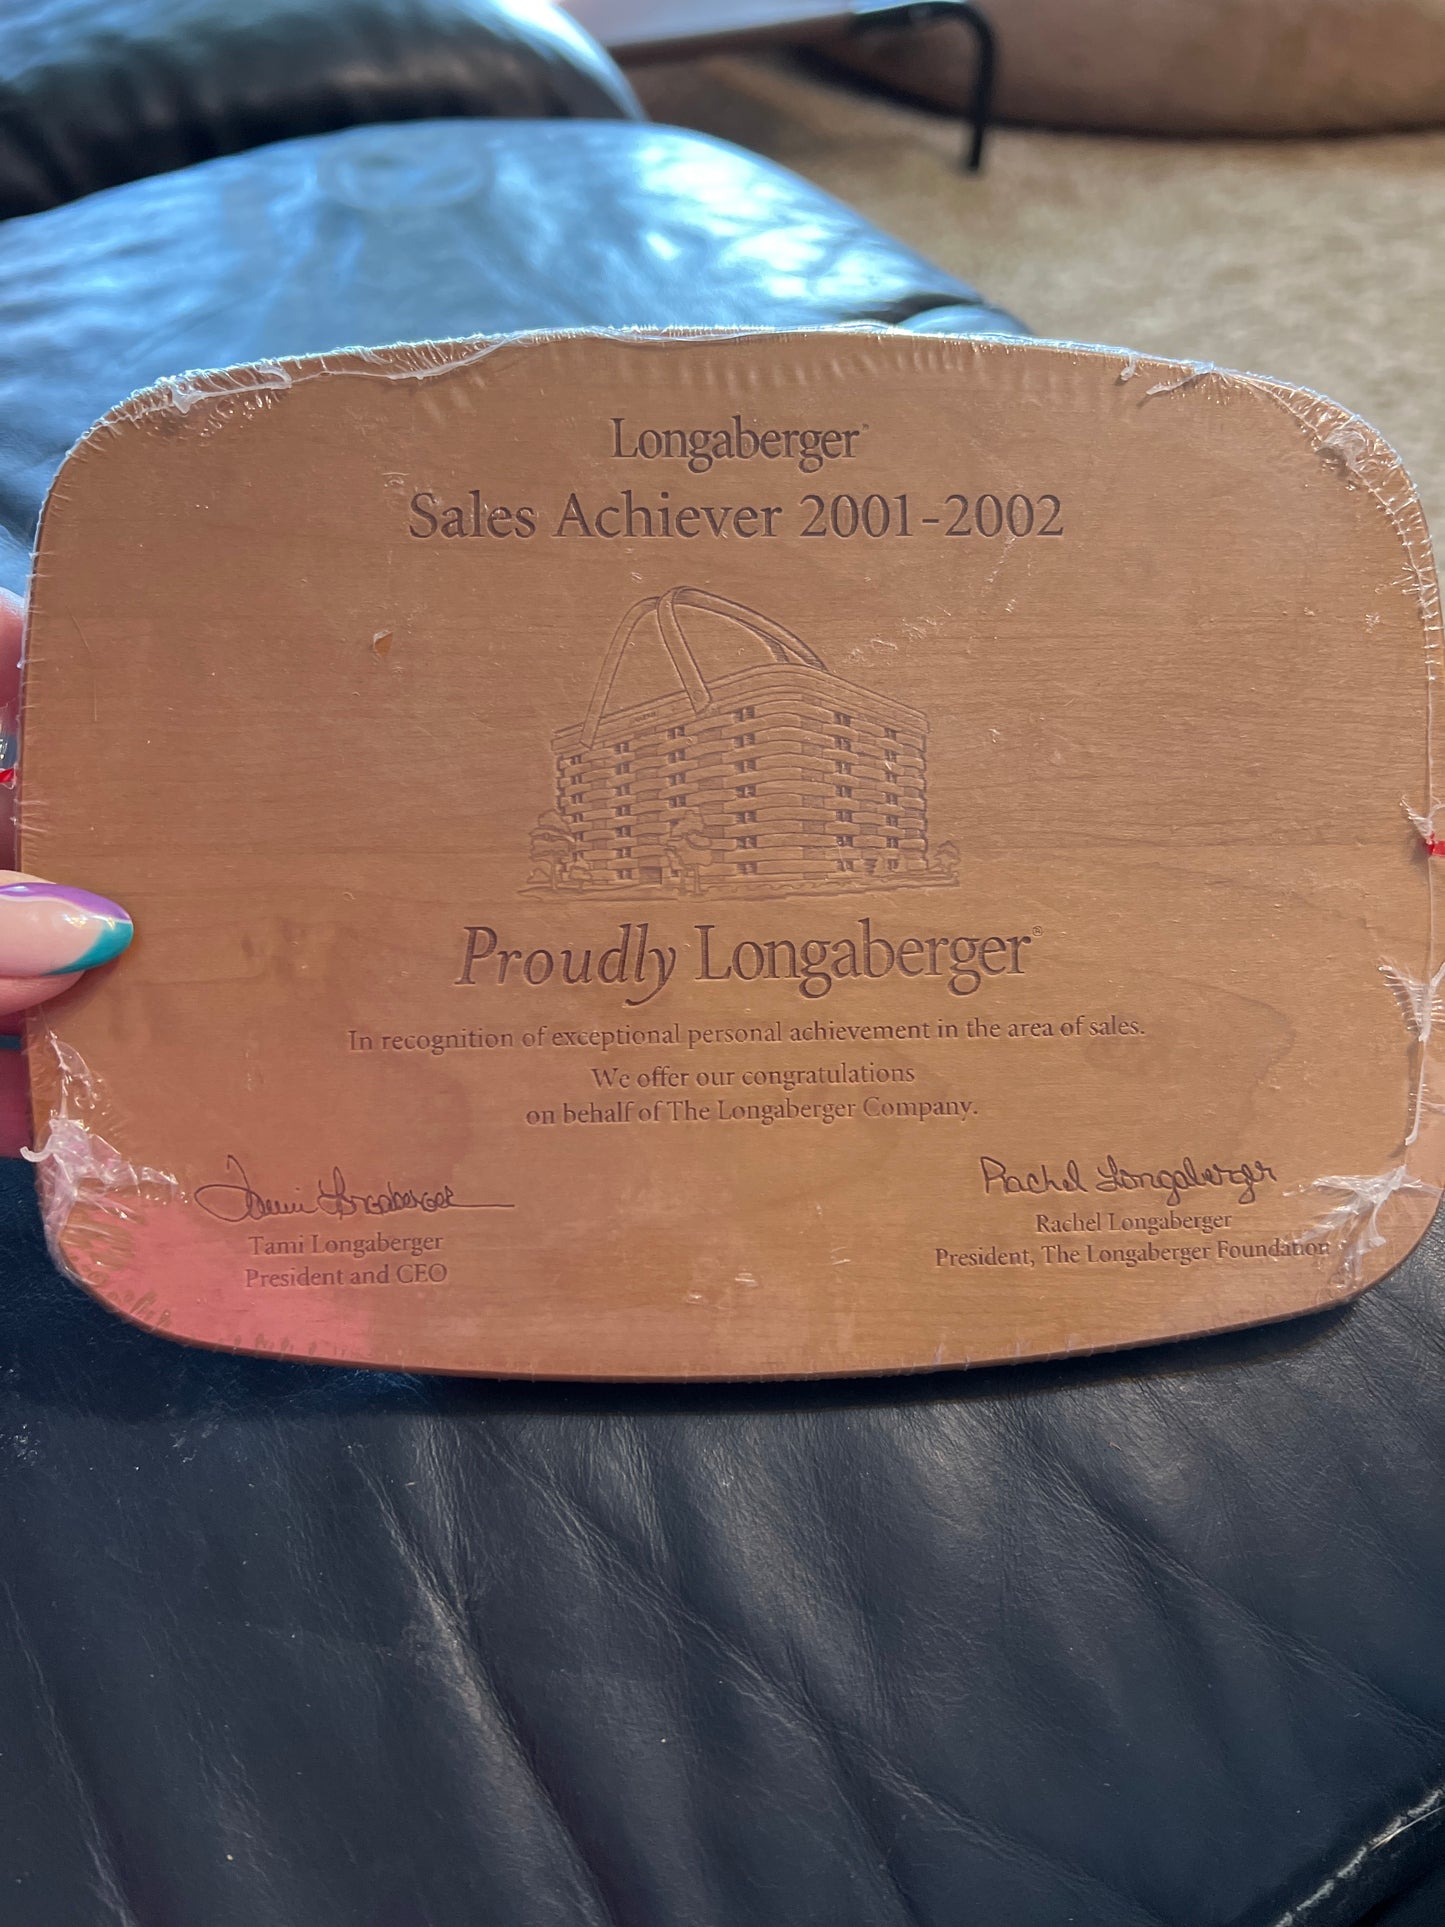 Longaberger
Sales Achiever 2001-2002
Proudly Longaberger®
In recognition of exceptional personal achievement in the area of sales.
We offer our congratulations
on behalf of The Longaberger Company.
Tami Longaberger
Rachel Longaberger
Tami Longaberger
President and CEO
Rachel Longaberger
President, The Longaberger Foundation